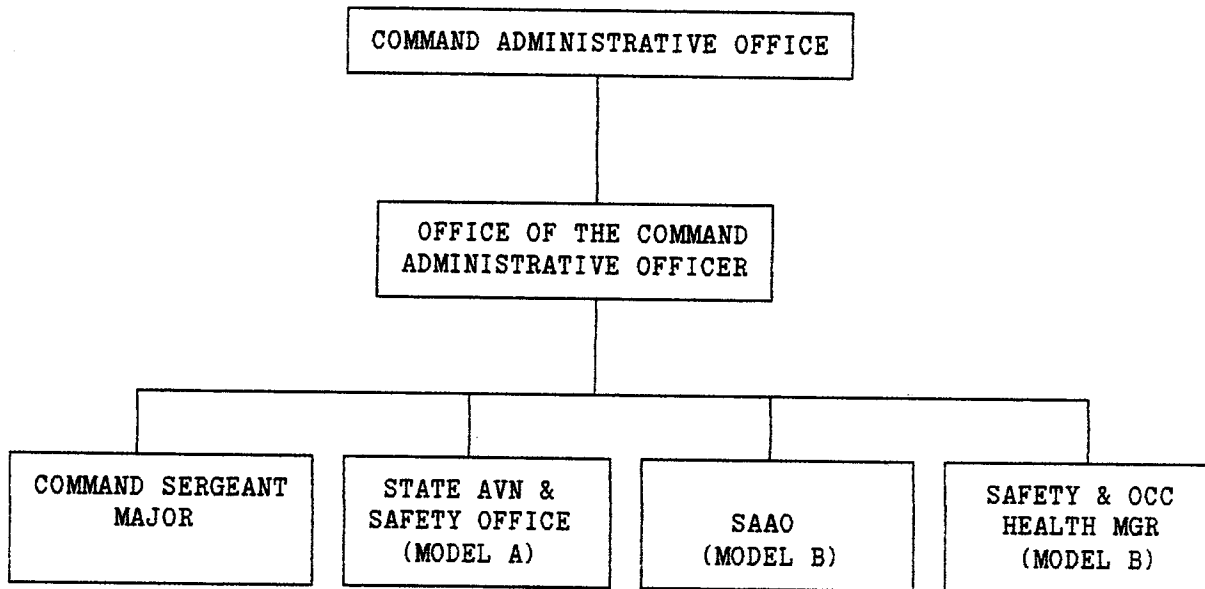 COMMAND ADMINISTRATIVE OFFICE
OFFICE OF THE COMMAND
ADMINISTRATIVE OFFICER
COMMAND SERGEANT
MAJOR
STATE AVN &
SAFETY OFFICE
(MODEL A)
SAAO
(MODEL B)
SAFETY & OCC
HEALTH MGR
(MODEL B)